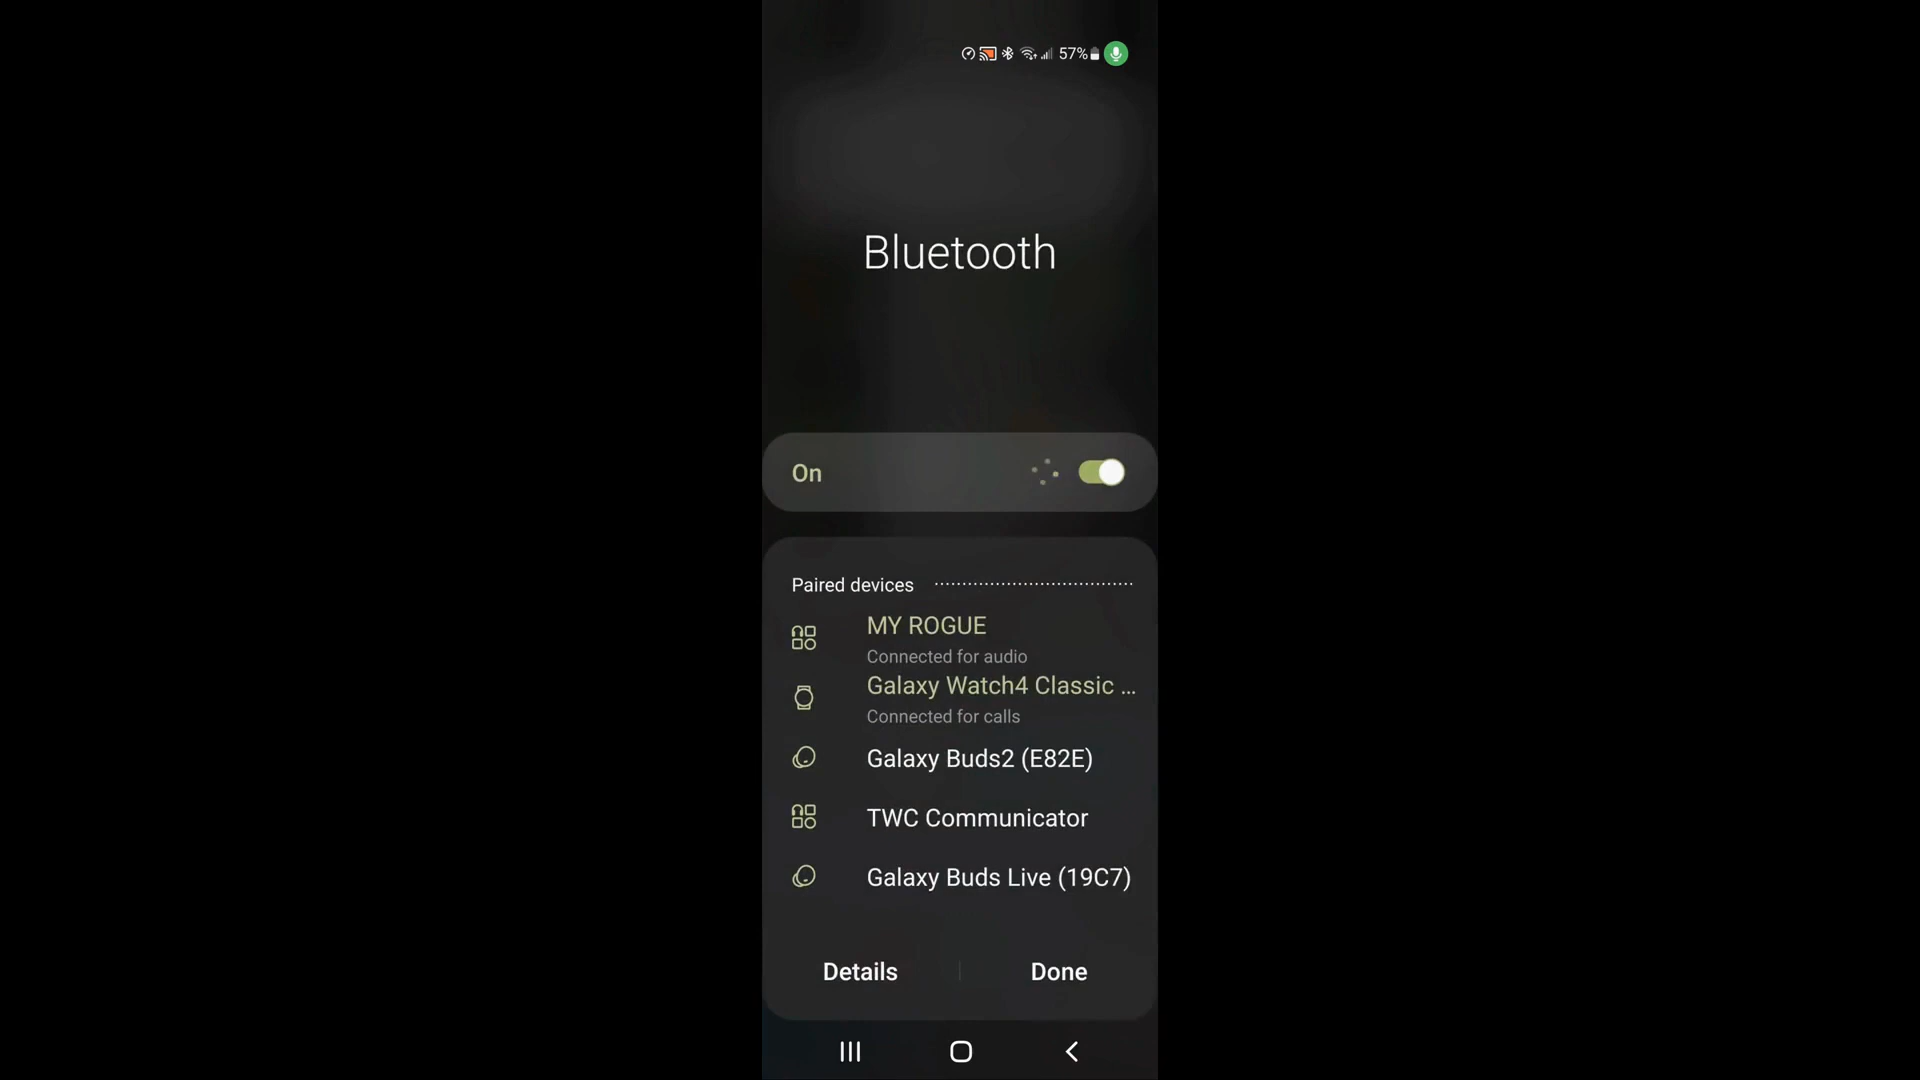 57%
Bluetooth
On
Paired devices
MY ROGUE
Connected for audio
Galaxy Watch4 Classic ...
Connected for calls
Galaxy Buds2 (E82E)
TWC Communicator
Galaxy Buds Live (19C7)
Details
Done